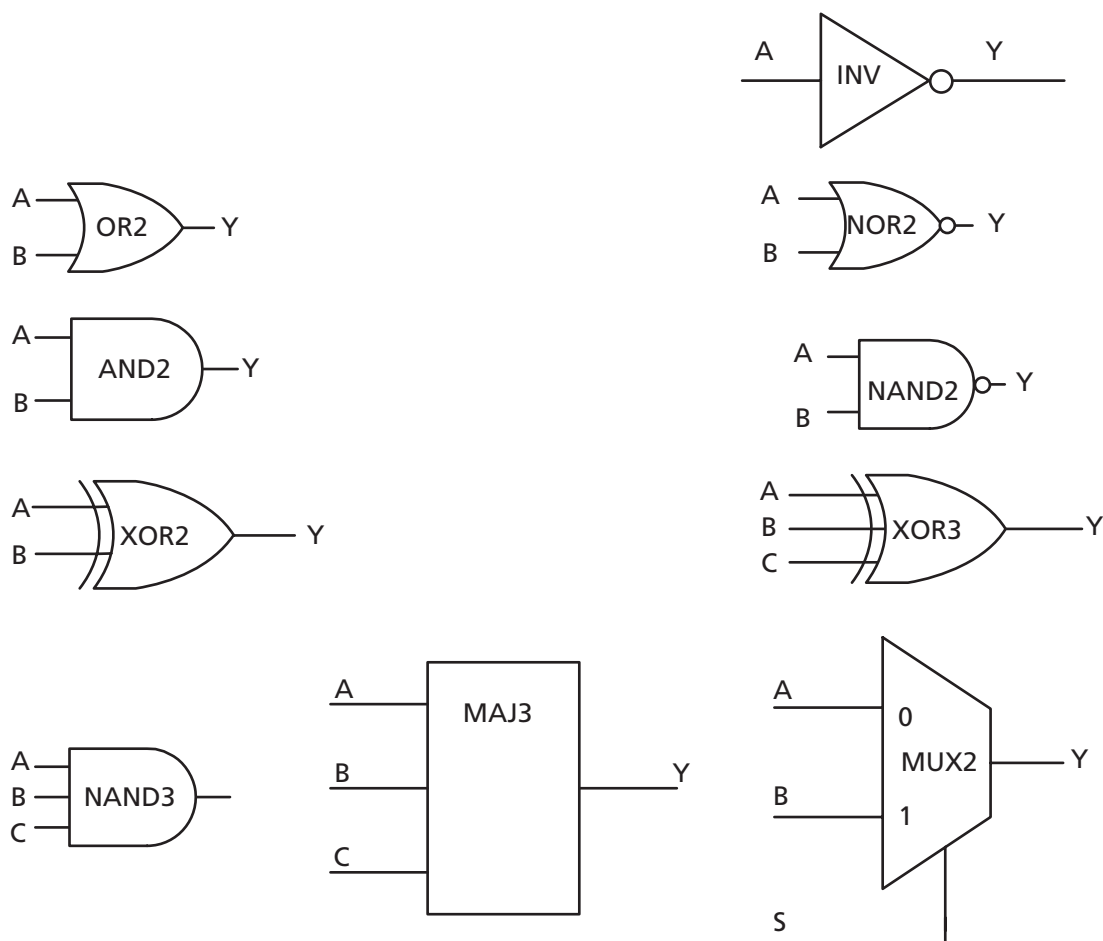 A INV Y
A OR2 Y
B
A NOR2 Y
B
A AND2 Y
B
A NAND2 Y
B
A XOR2 Y
B
A XOR3 Y
B
C
A
B NAND3
C
A MAJ3
B Y
C
A 0
MUX2 Y
B 1
S